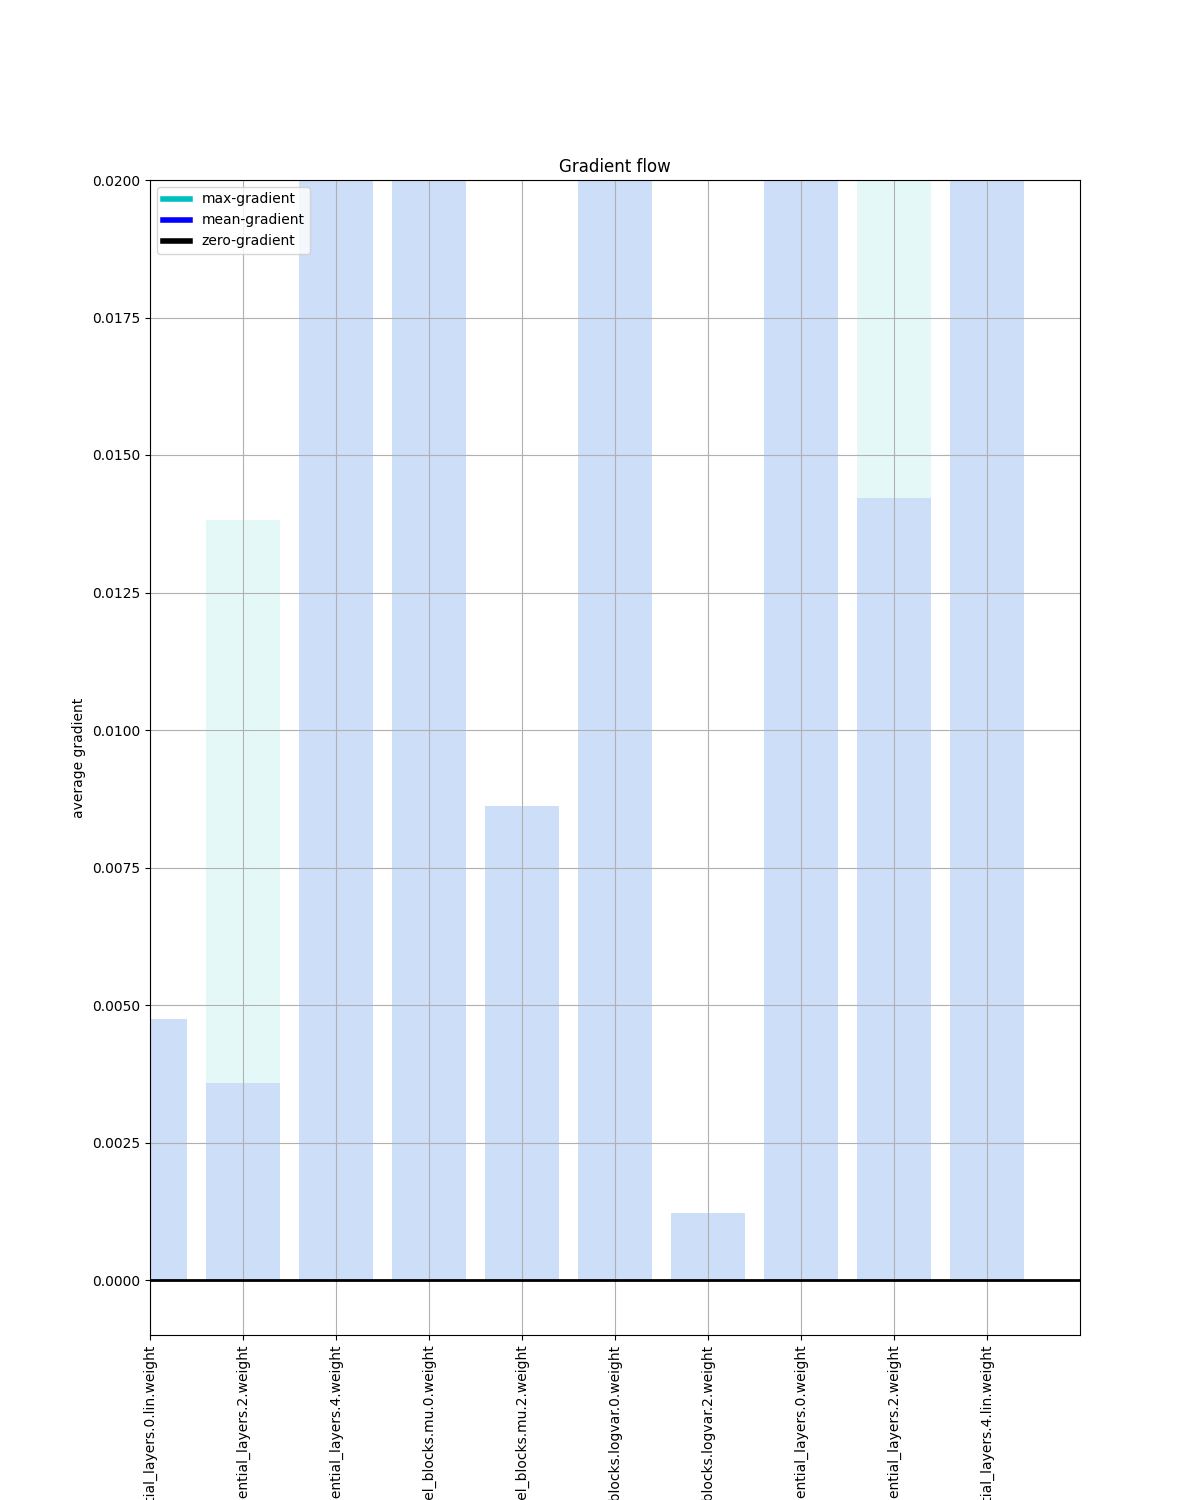 Gradient flow
max-gradient
mean-gradient
zero-gradient
0.0200
0.0175
0.0150
0.0125
0.0100
0.0075
0.0050
0.0025
0.0000
average gradient
tial_layers.0.lin.weight
ential_layers.2.weight
ential_layers.4.weight
el_blocks.mu.0.weight
el_blocks.mu.2.weight
blocks.logvar.0.weight
blocks.logvar.2.weight
ential_layers.0.weight
ential_layers.2.weight
tial_layers.4.lin.weight